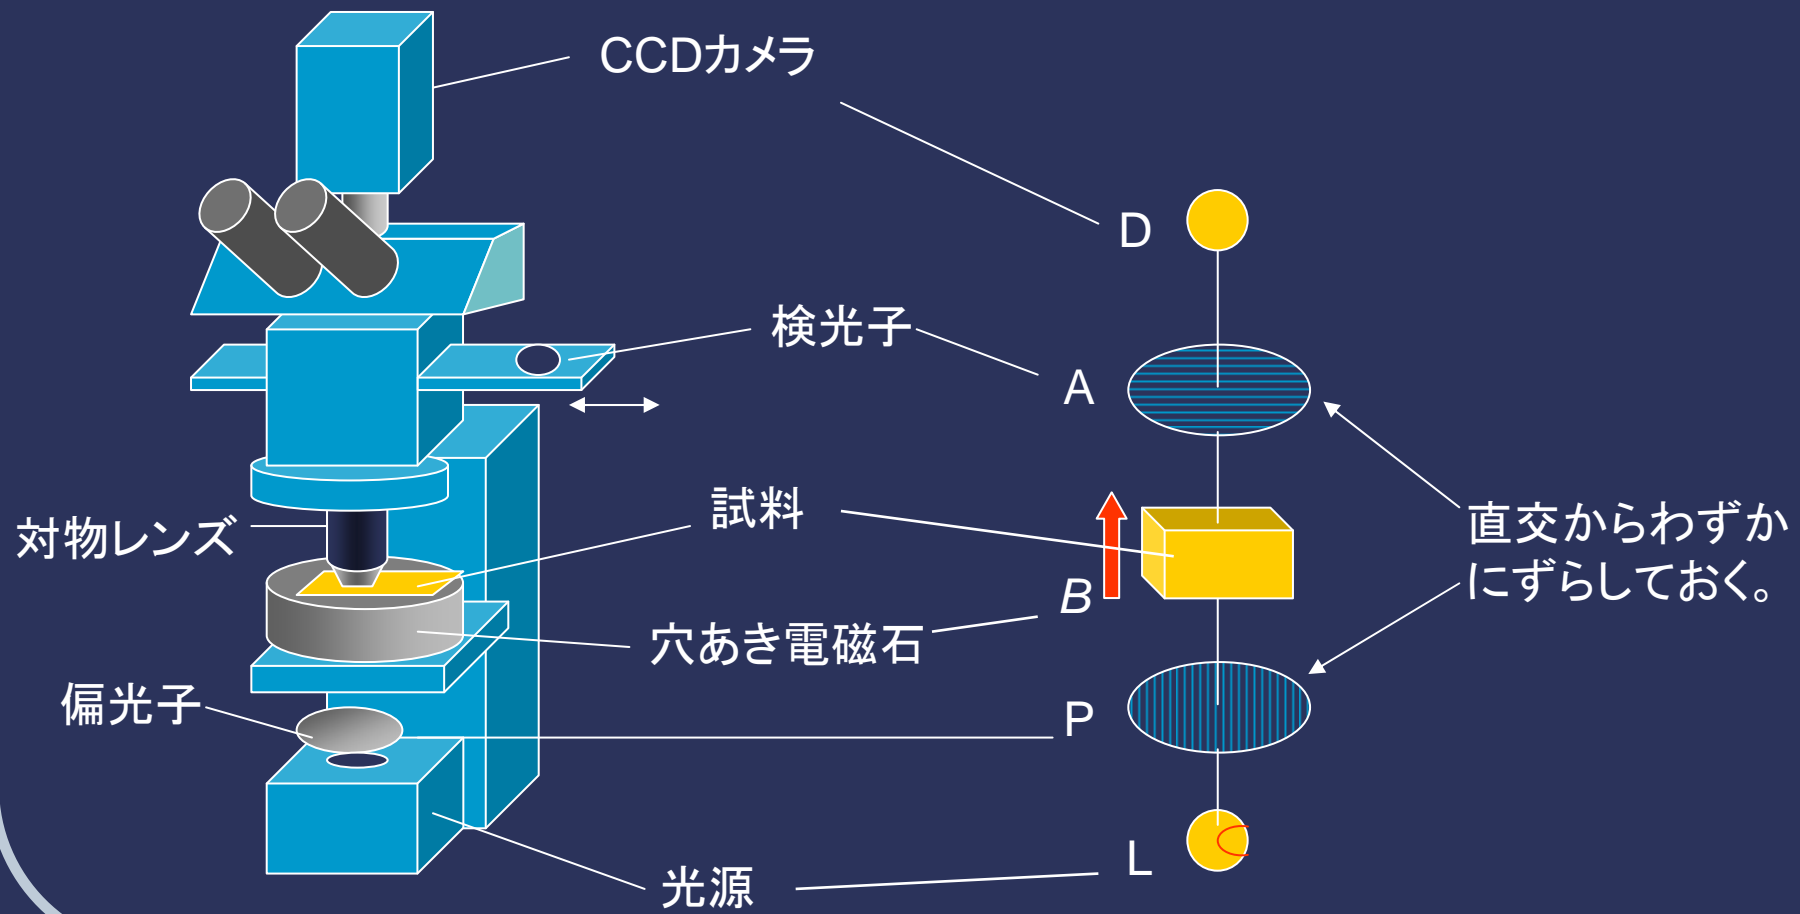 CCDカメラ
D
検光子
A
試料
対物レンズ
直交からわずか
にずらしておく。
B
穴あき電磁石
偏光子
P
L
光源